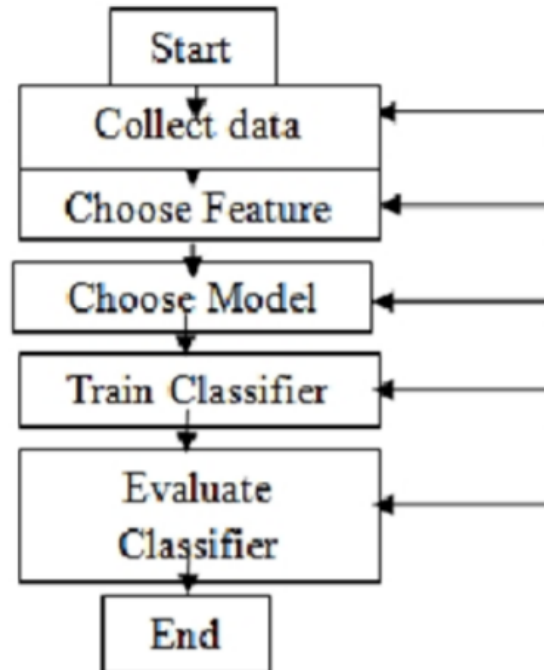 Start
Collect data
Choose Feature
Choose Model
Train Classifier
Evaluate
Classifier
End